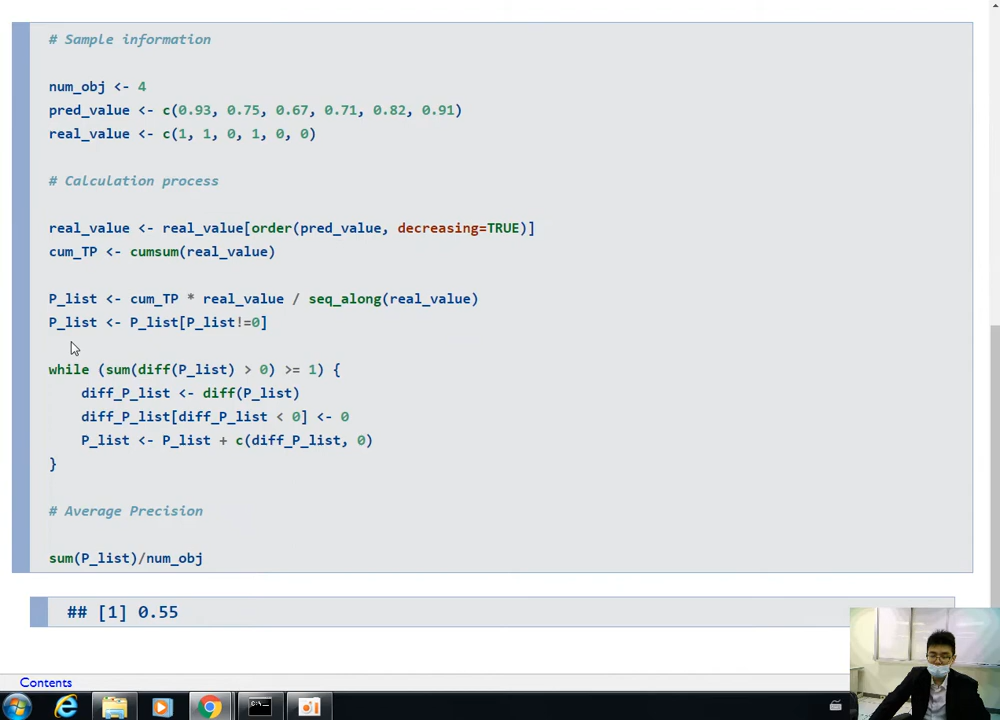 # Sample information
num_obj <- 4
pred_value <- c(0.93, 0.75, 0.67, 0.71, 0.82, 0.91)
real_value <- c(1, 1, 0, 1, 0, 0)
# Calculation process
real_value <- real_value[order(pred_value, decreasing=TRUE)]
cum_TP <- cumsum(real_value)
P_list <- cum_TP * real_value / seq_along(real_value)
P_list <- P_list[P_list!=0]
while (sum(diff(P_list) > 0) >= 1) {
    diff_P_list <- diff(P_list)
    diff_P_list[diff_P_list < 0] <- 0
    P_list <- P_list + c(diff_P_list, 0)
}
# Average Precision
sum(P_list)/num_obj
## [1] 0.55
Contents